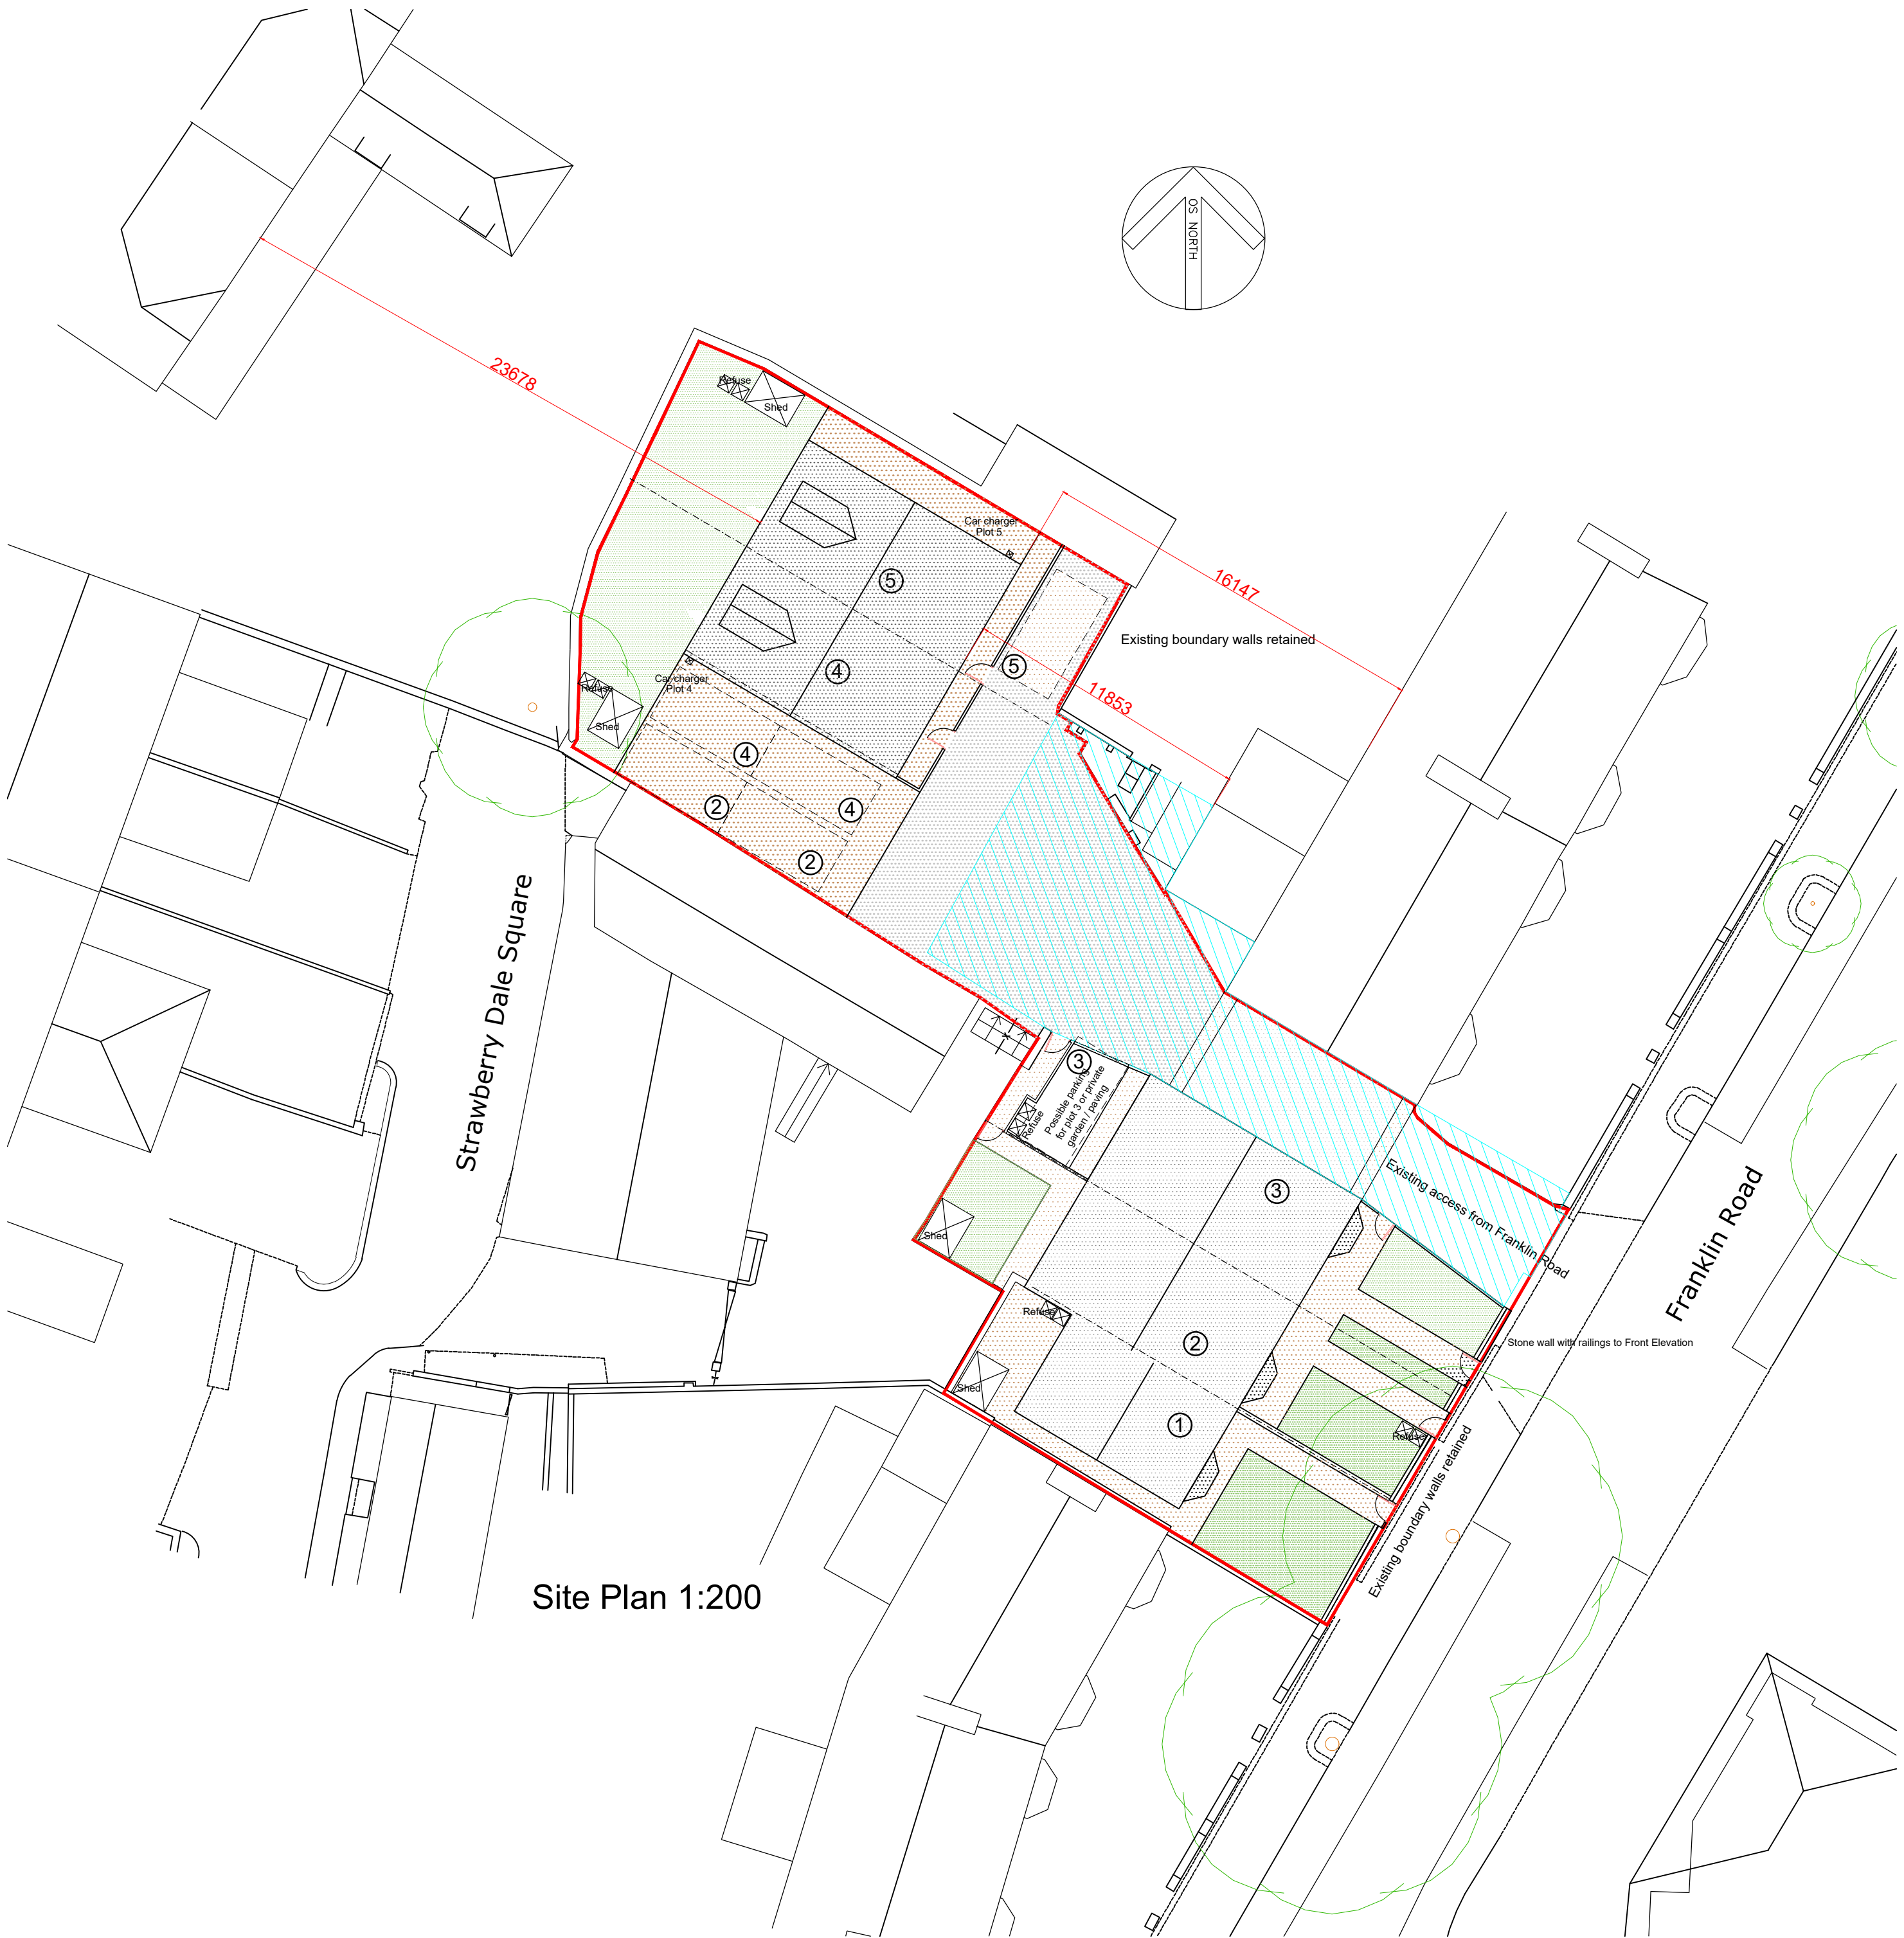 OS NORTH
23678
Refuse
Shed
Car charger
Plot 5
5
16147
Existing boundary walls retained
5
4
11853
Refuse
Shed
Car charger
Plot 4
4
4
2
2
Strawberry Dale Square
3
Possible parking
for plot 3 or private
garden / paving
Refuse
3
Existing access from Franklin Road
Franklin Road
Shed
Refuse
2
Stone wall with railings to Front Elevation
Shed
1
Refuse
Existing boundary walls retained
Site Plan 1:200